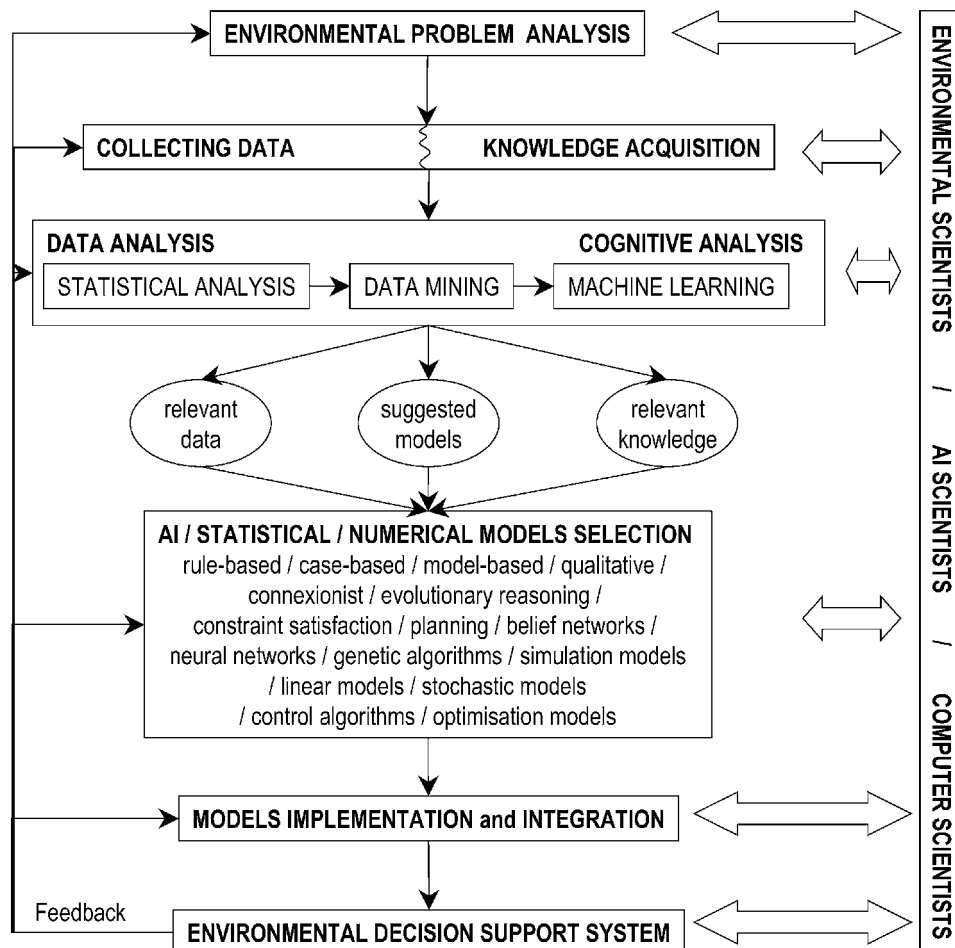 ENVIRONMENTAL PROBLEM ANALYSIS
COLLECTING DATA
KNOWLEDGE ACQUISITION
DATA ANALYSIS
COGNITIVE ANALYSIS
STATISTICAL ANALYSIS
DATA MINING
MACHINE LEARNING
relevant
data
suggested
models
relevant
knowledge
AI / STATISTICAL / NUMERICAL MODELS SELECTION
rule-based / case-based / model-based / qualitative /
connexionist / evolutionary reasoning /
constraint satisfaction / planning / belief networks /
neural networks / genetic algorithms / simulation models
/ linear models / stochastic models
/ control algorithms / optimisation models
MODELS IMPLEMENTATION and INTEGRATION
Feedback
ENVIRONMENTAL DECISION SUPPORT SYSTEM
ENVIRONMENTAL SCIENTISTS / AI SCIENTISTS / COMPUTER SCIENTISTS